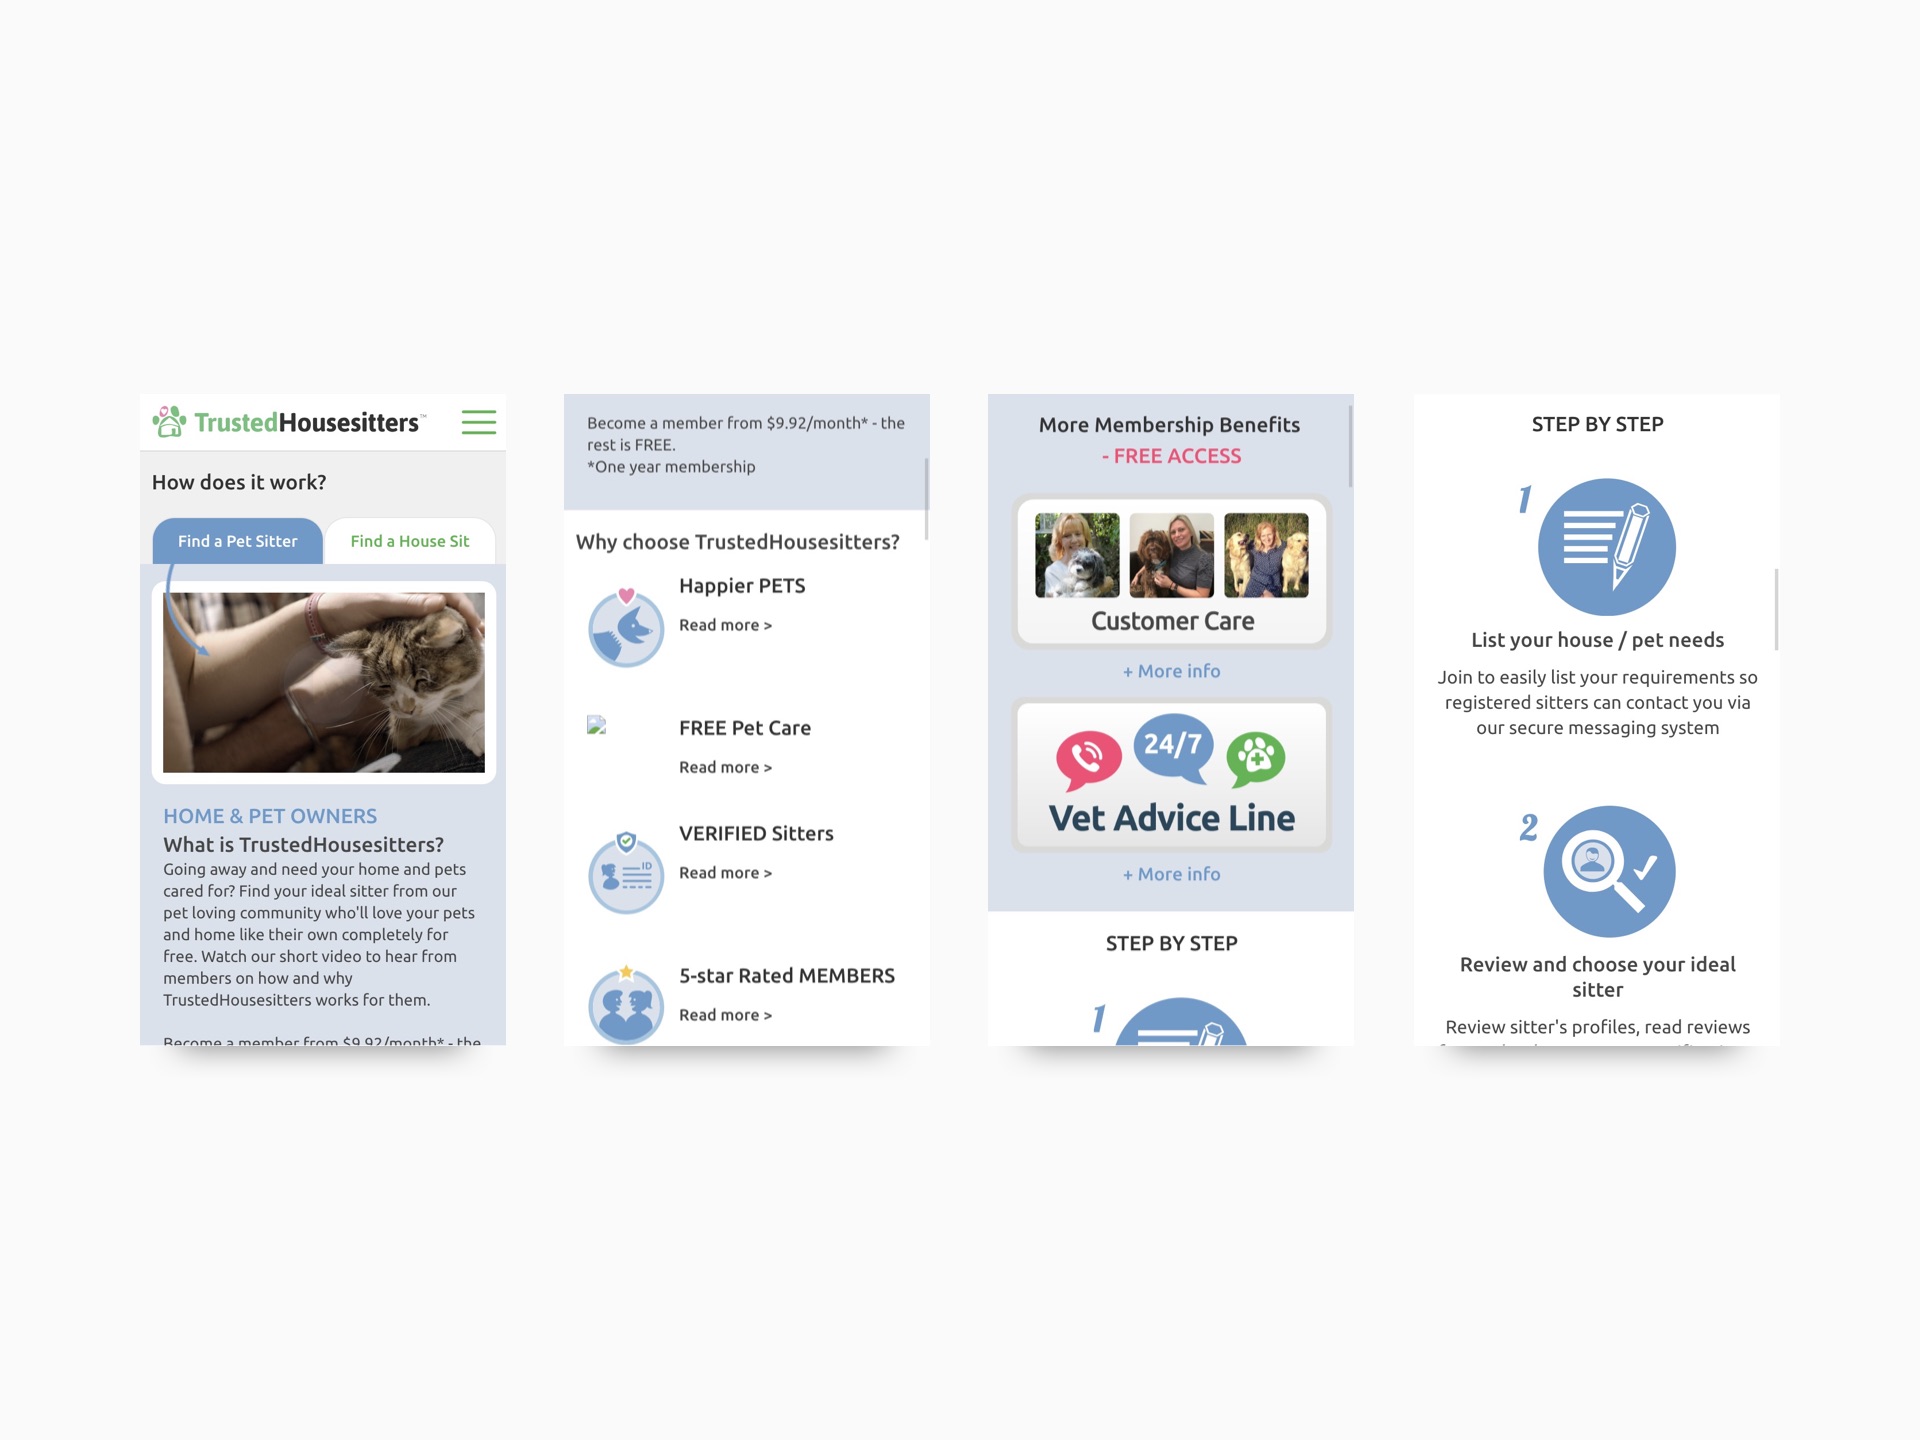 TrustedHousesitters™
How does it work?
Find a Pet Sitter
Find a House Sit
HOME & PET OWNERS
What is TrustedHousesitters?
Going away and need your home and pets
cared for? Find your ideal sitter from our
pet loving community who'll love your pets
and home like their own completely for
free. Watch our short video to hear from
members on how and why
TrustedHousesitters works for them.
Become a member from $9.92/month* - the
Become a member from $9.92/month* - the
rest is FREE.
*One year membership
Why choose TrustedHousesitters?
Happier PETS
Read more >
FREE Pet Care
Read more >
VERIFIED Sitters
ID
Read more >
5-star Rated MEMBERS
Read more >
More Membership Benefits
- FREE ACCESS
Customer Care
+ More info
24/7
Vet Advice Line
+ More info
STEP BY STEP
1
STEP BY STEP
1
List your house / pet needs
Join to easily list your requirements so
registered sitters can contact you via
our secure messaging system
2
Review and choose your ideal
sitter
Review sitter's profiles, read reviews